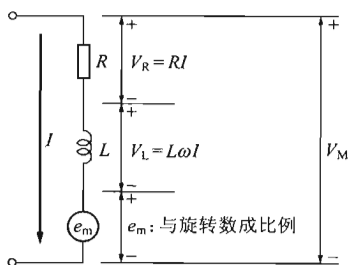 R
V_R = RI
I
L
V_L = LωI
V_M
e_m
e_m：与旋转数成比例